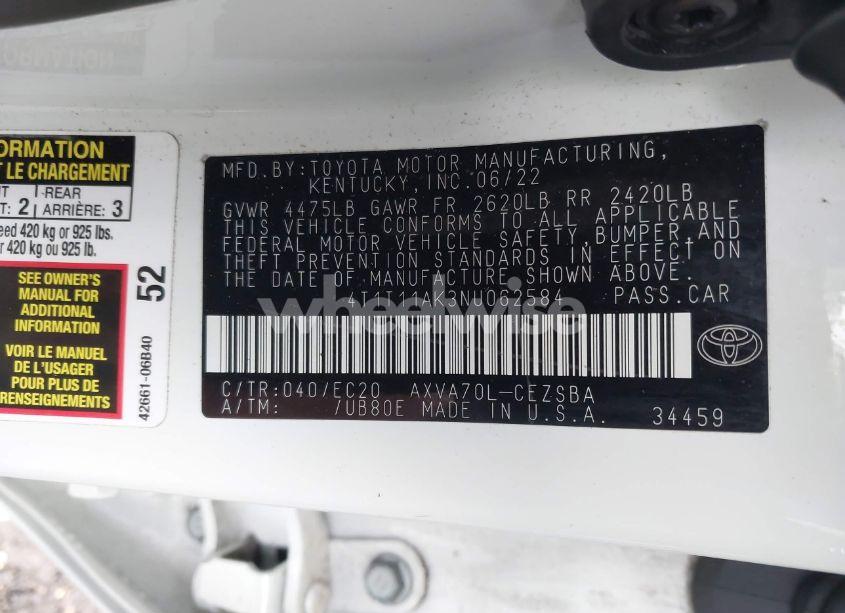 ORMATION
T LE CHARGEMENT
NT | REAR
T: 2 | ARRIÈRE: 3
eed 420 kg or 925 lbs.
r 420 kg ou 925 lb.
SEE OWNER'S
MANUAL FOR
ADDITIONAL
INFORMATION
VOIR LE MANUEL
DE L'USAGER
POUR PLUS DE
RENSEIGNEMENTS
52
42661-06B40
MFD.BY:TOYOTA MOTOR MANUFACTURING,
KENTUCKY, INC.06/22
GVWR 4475LB GAWR FR 2620LB RR 2420LB
THIS VEHICLE CONFORMS TO ALL APPLICABLE
FEDERAL MOTOR VEHICLE SAFETY,BUMPER,AND
THEFT PREVENTION STANDARDS IN EFFECT ON
THE DATE OF MANUFACTURE SHOWN ABOVE.
AK3NU062584 PASS.CAR
wheelwise
C/TR:040/EC20 AXVA70L-CEZSBA
A/TM: /UB80E MADE IN U.S.A. 34459